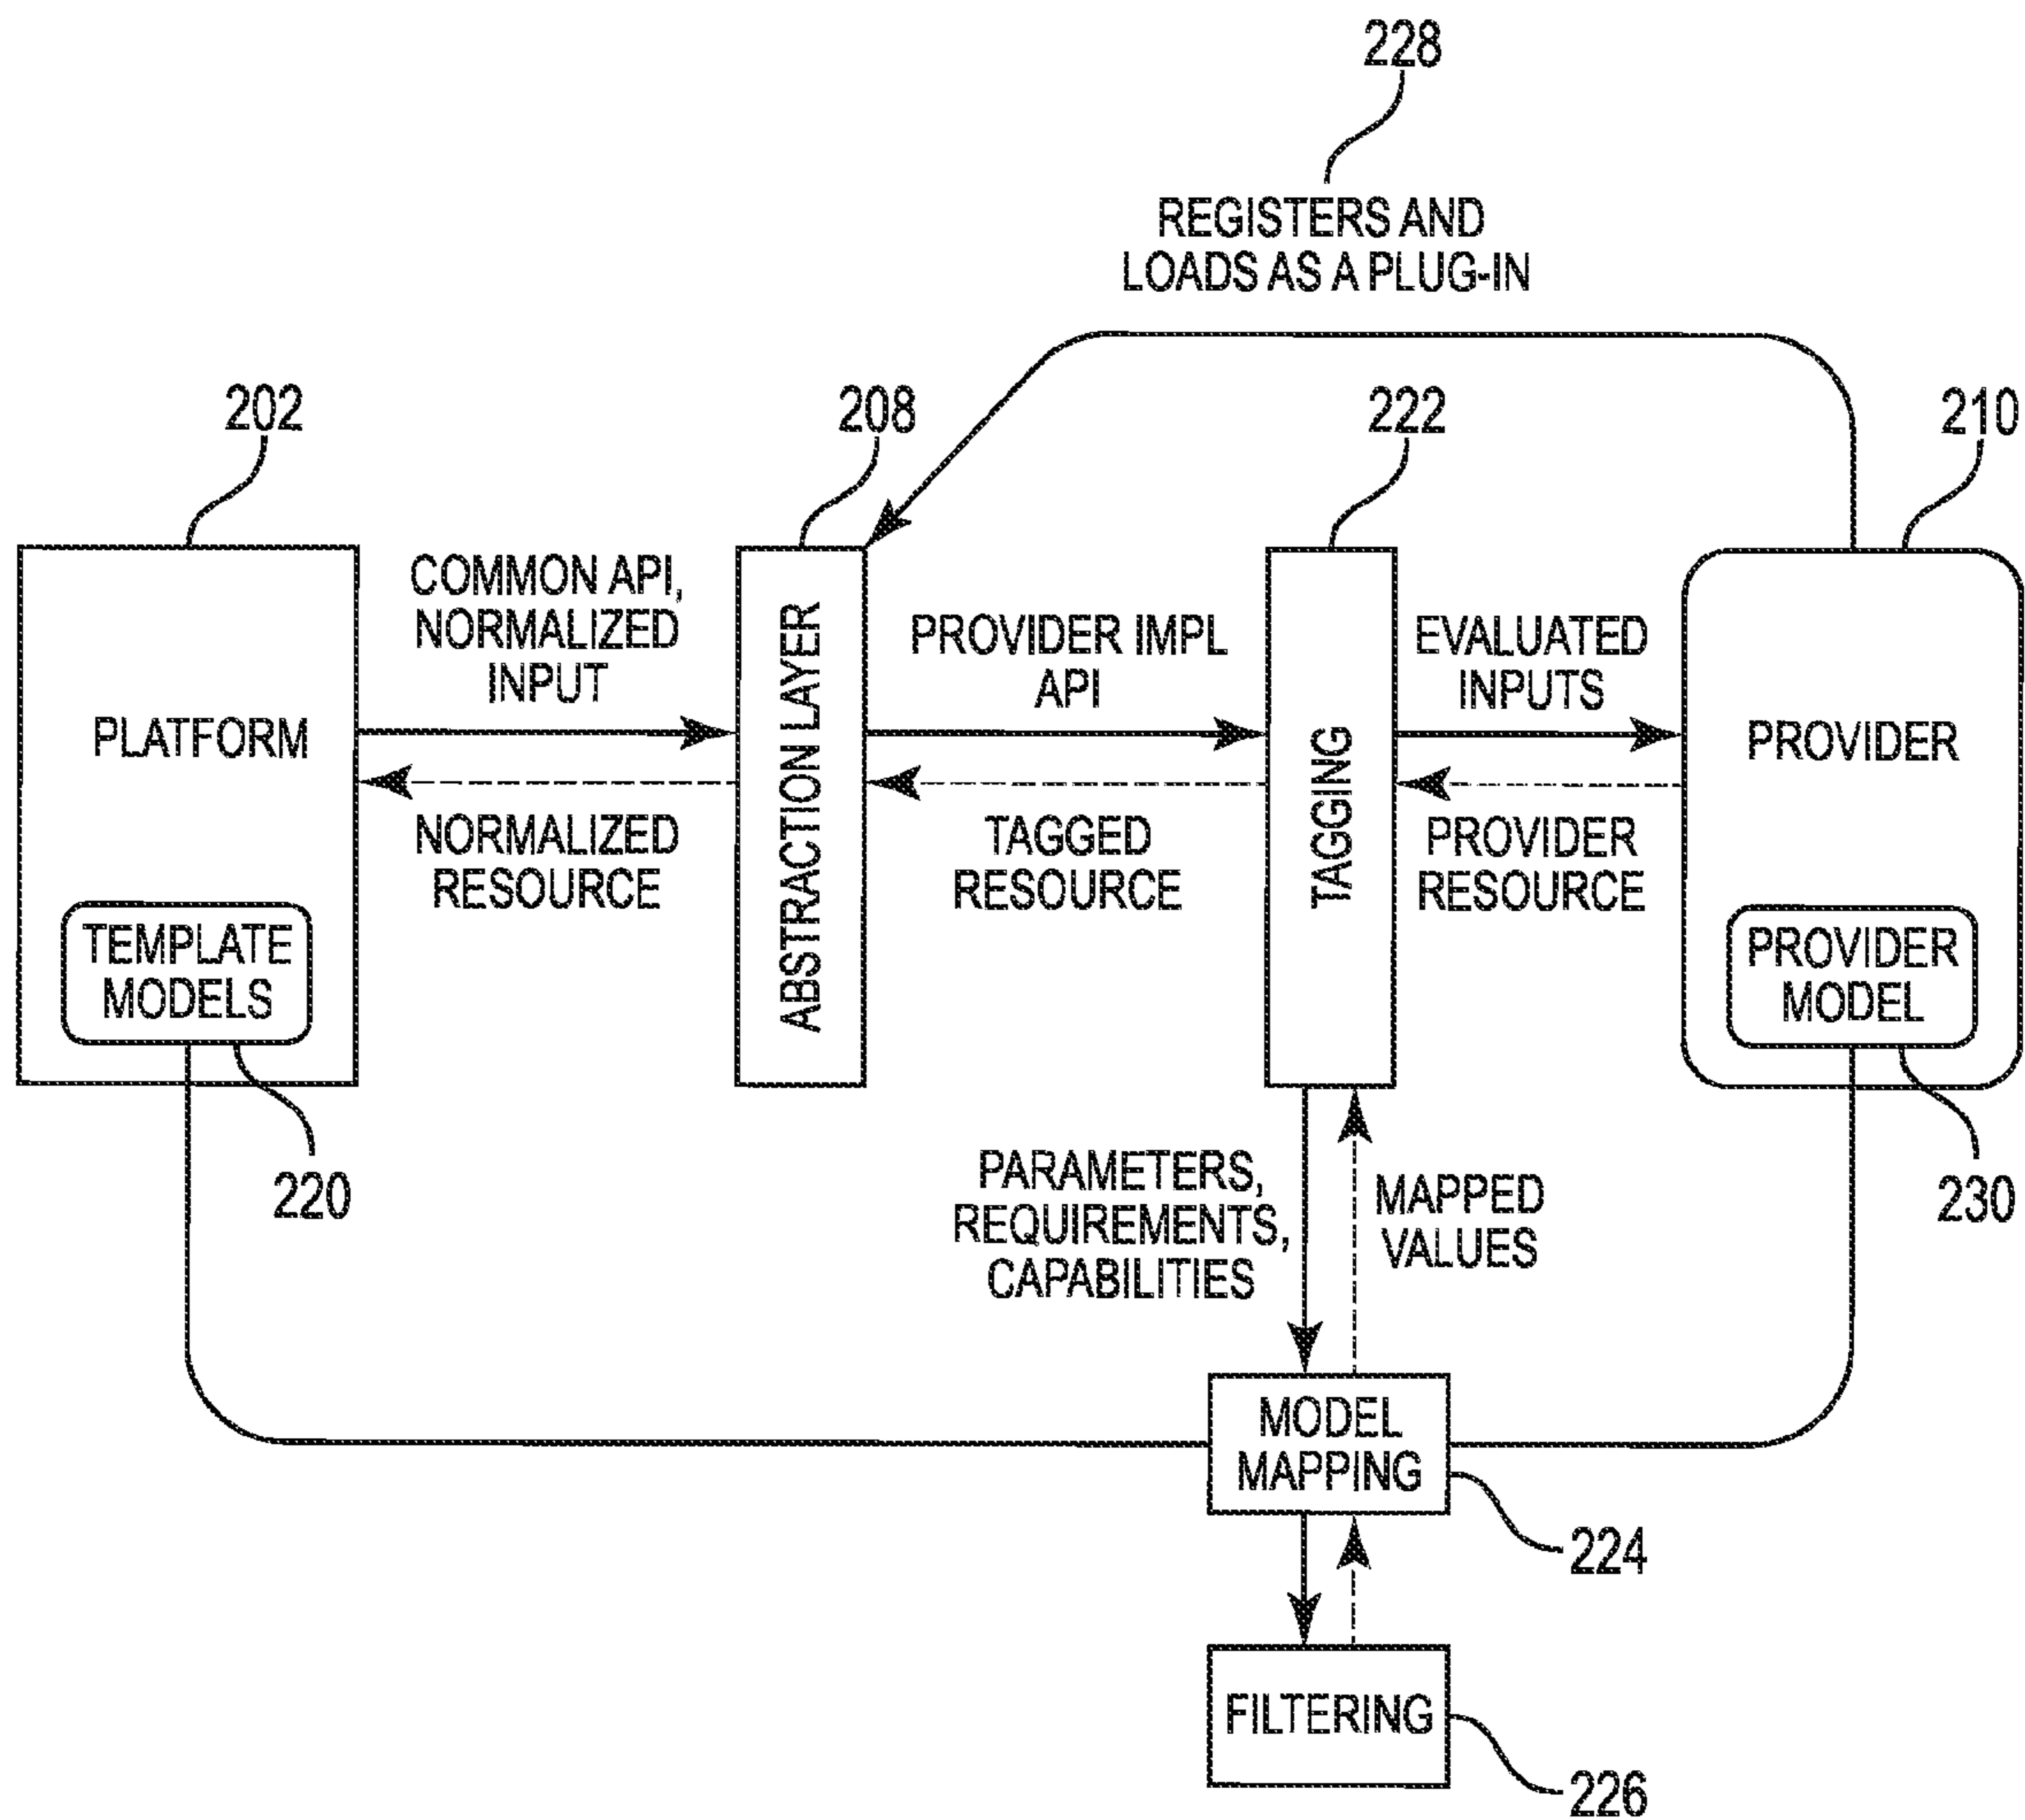 228
REGISTERS AND
LOADS AS A PLUG-IN
202
208
222
210
COMMON API,
NORMALIZED
INPUT
PROVIDER IMPL
API
EVALUATED
INPUTS
PLATFORM
ABSTRACTION LAYER
TAGGING
PROVIDER
NORMALIZED
RESOURCE
TAGGED
RESOURCE
PROVIDER
RESOURCE
TEMPLATE
MODELS
PROVIDER
MODEL
220
PARAMETERS,
REQUIREMENTS,
CAPABILITIES
MAPPED
VALUES
230
MODEL
MAPPING
224
FILTERING
226